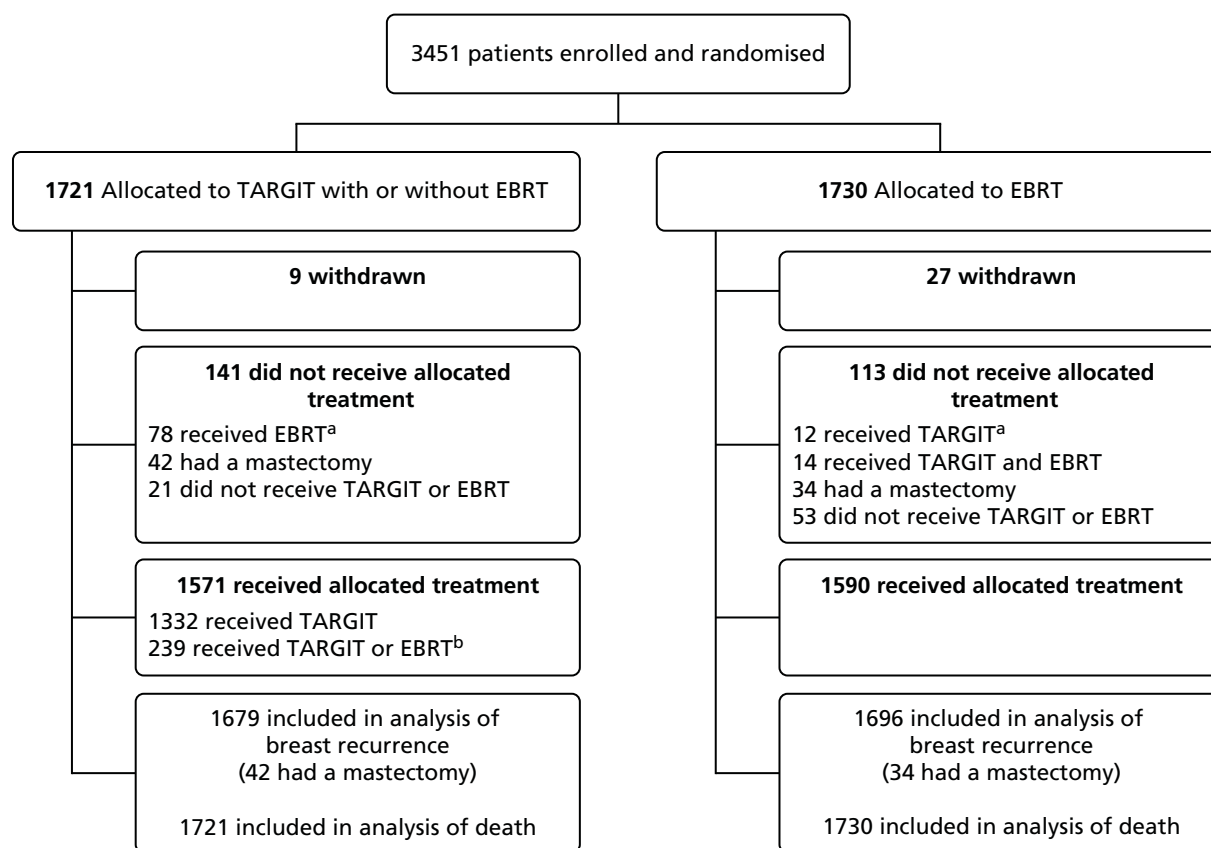 3451 patients enrolled and randomised
1721 Allocated to TARGIT with or without EBRT
9 withdrawn
141 did not receive allocated
treatment
78 received EBRTa
42 had a mastectomy
21 did not receive TARGIT or EBRT
1571 received allocated treatment
1332 received TARGIT
239 received TARGIT or EBRTb
1679 included in analysis of
breast recurrence
(42 had a mastectomy)
1721 included in analysis of death
1730 Allocated to EBRT
27 withdrawn
113 did not receive allocated
treatment
12 received TARGITa
14 received TARGIT and EBRT
34 had a mastectomy
53 did not receive TARGIT or EBRT
1590 received allocated treatment
1696 included in analysis of
breast recurrence
(34 had a mastectomy)
1730 included in analysis of death